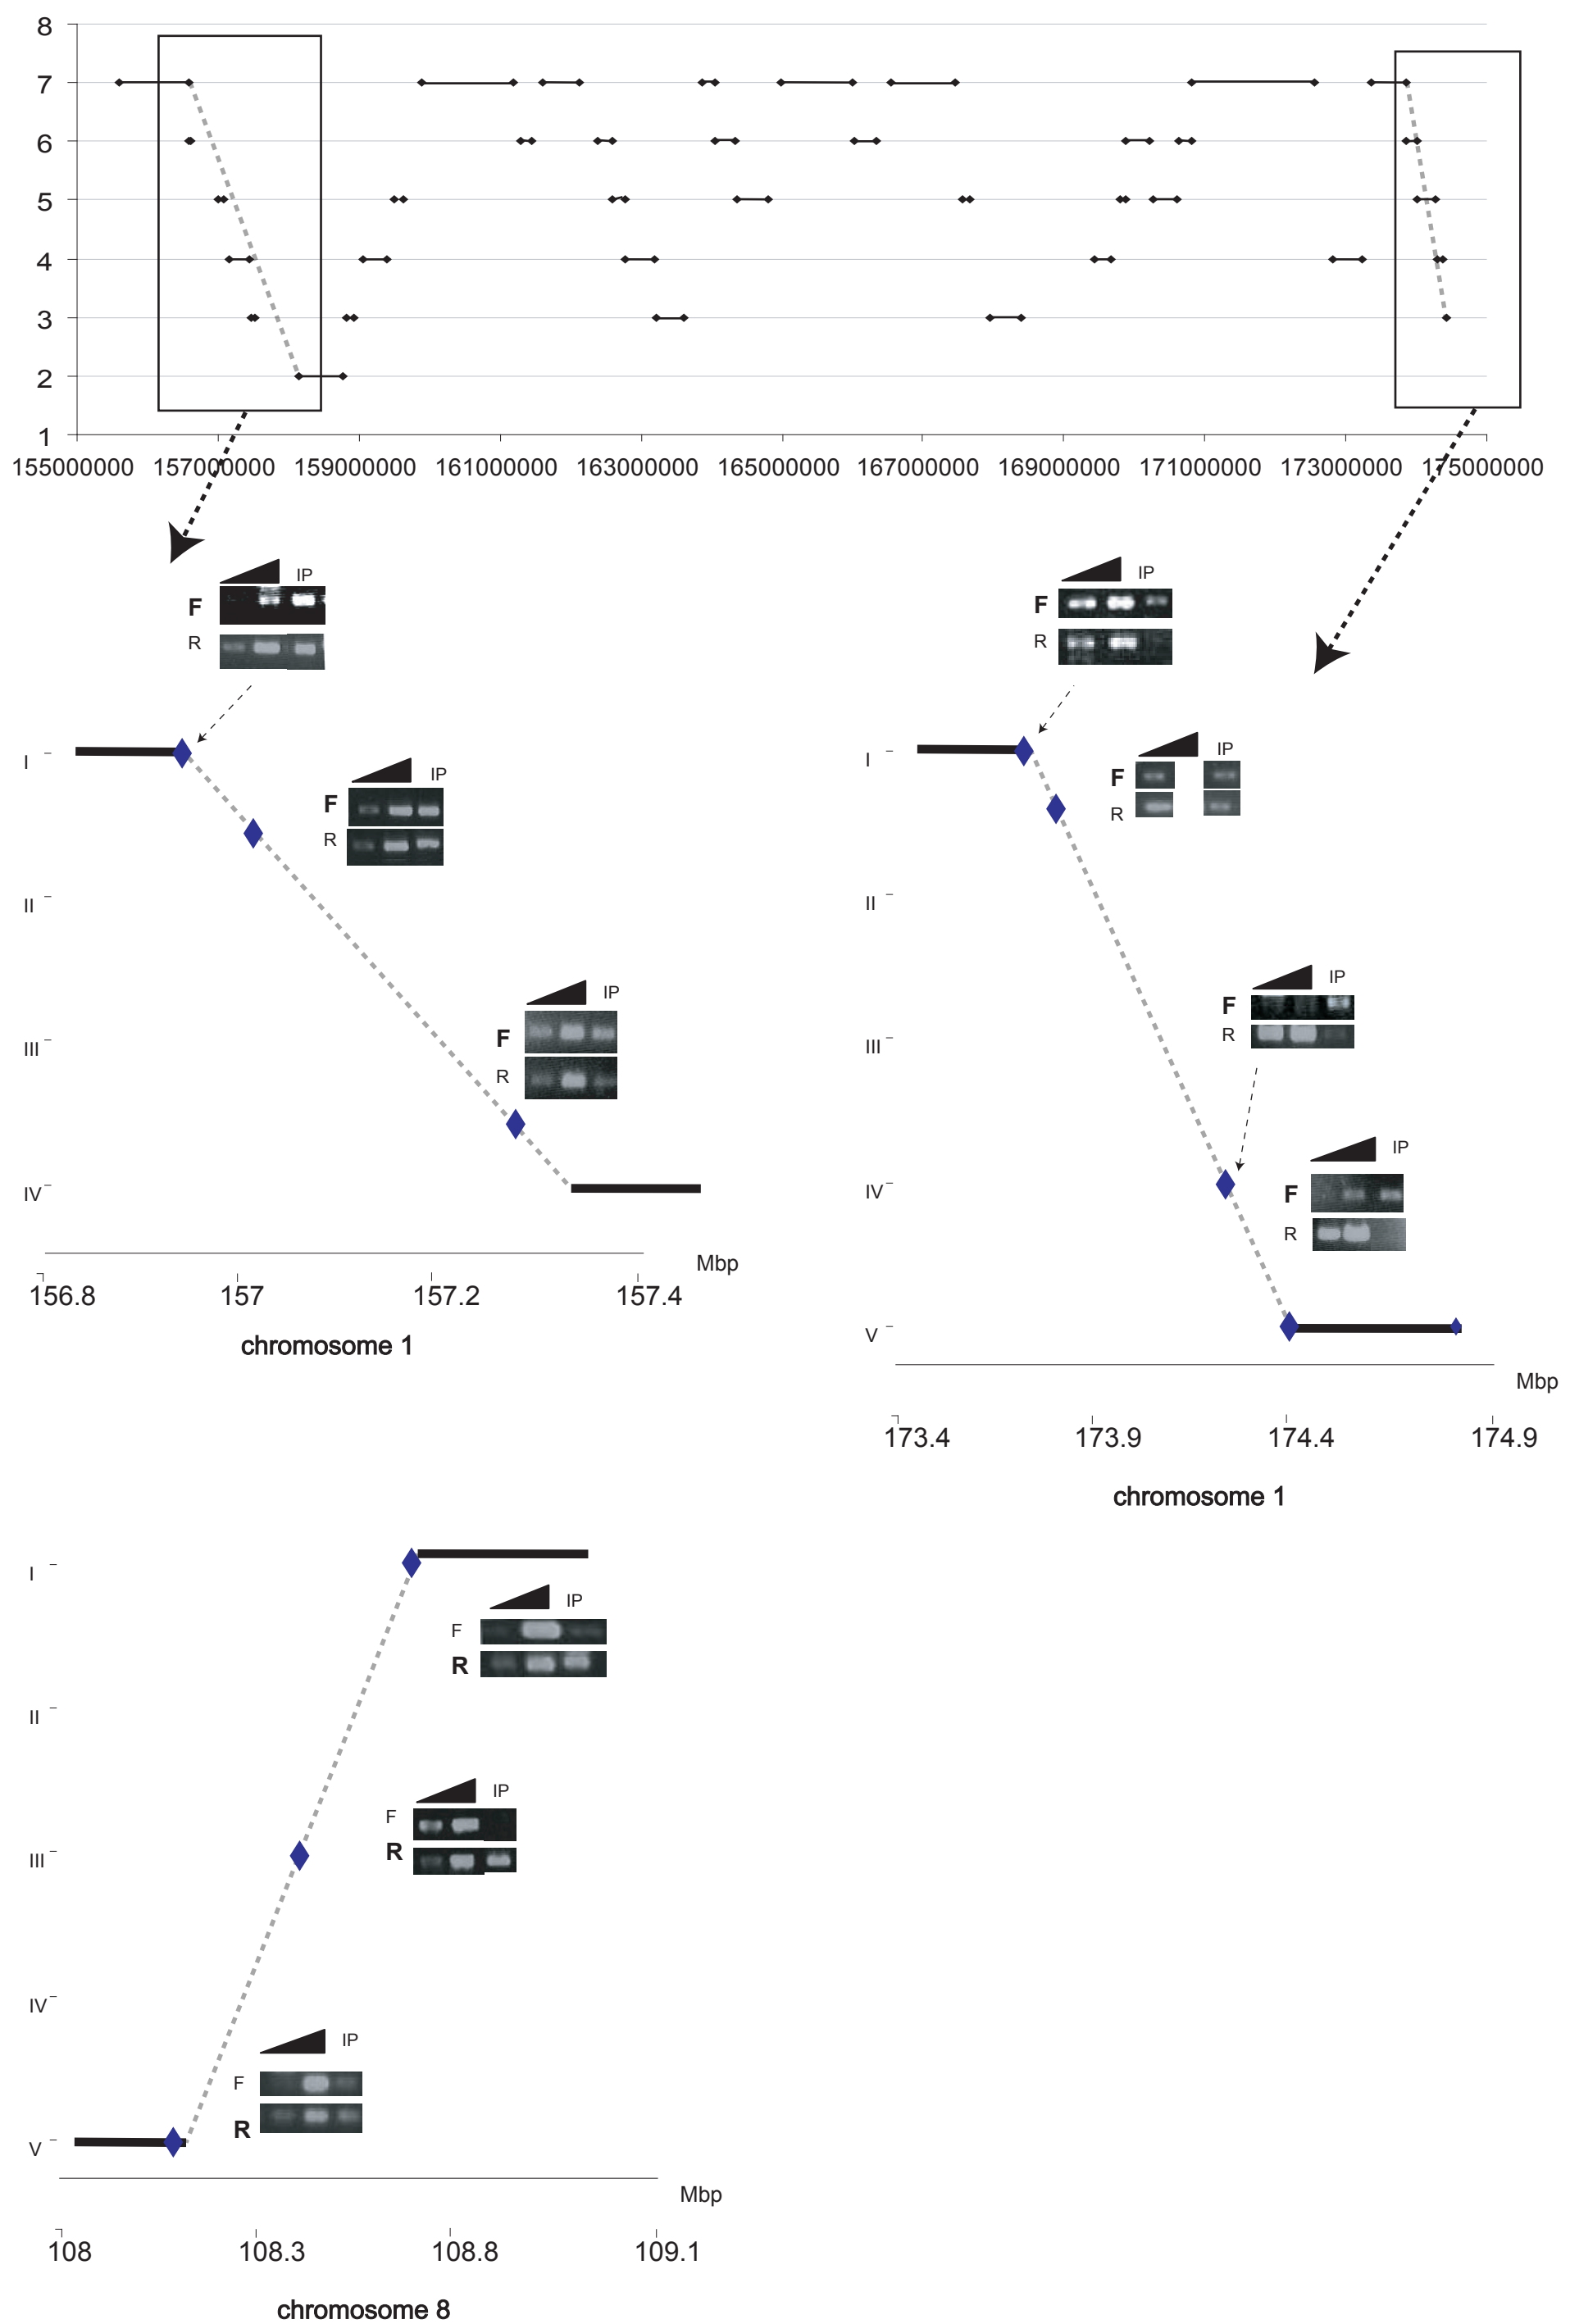 8
7
6
5
4
3
2
1
155000000 157000000 159000000 161000000 163000000 165000000 167000000 169000000 171000000 173000000 175000000
IP
F
R
I
IP
F
R
II
IP
F
III
R
IV
Mbp
156.8 157 157.2 157.4
chromosome 1
IP
F
R
I
IP
F
R
II
IP
F
R
III
IP
IV
F
R
V
Mbp
173.4 173.9 174.4 174.9
chromosome 1
I
IP
F
R
II
IP
F
R
III
IV
IP
F
R
V
Mbp
108 108.3 108.8 109.1
chromosome 8